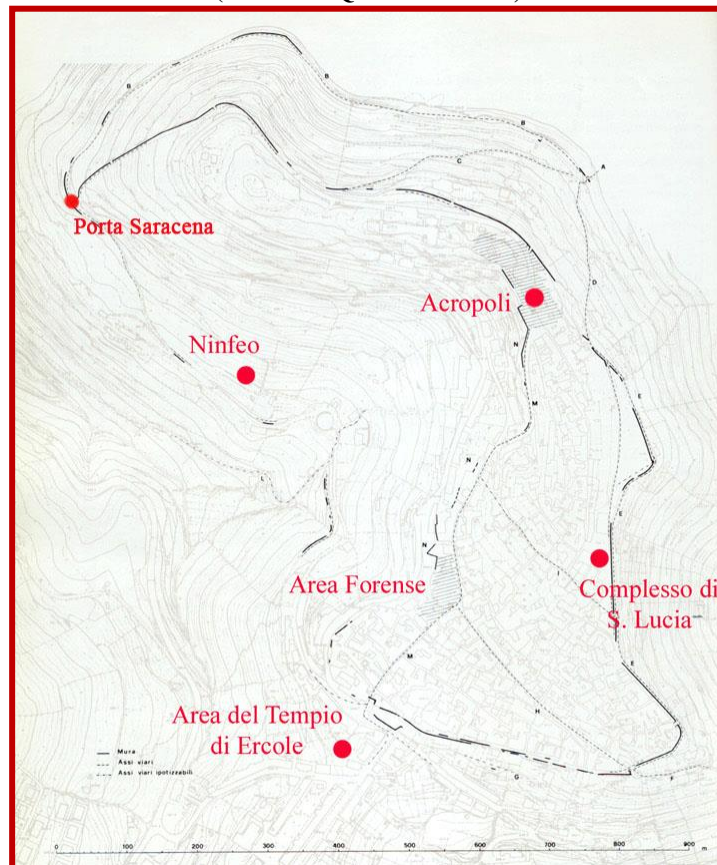 B
B
B
A
C
Porta Saracena
D
Acropoli
N
Ninfeo
M
E
N
L
E
N
Area Forense
I
Complesso di
S. Lucia
M
E
Area del Tempio
di Ercole
H
Mura
Assi viari
Assi viari ipotizzabili
G
F
0 100 200 300 400 500 600 700 800 900 m